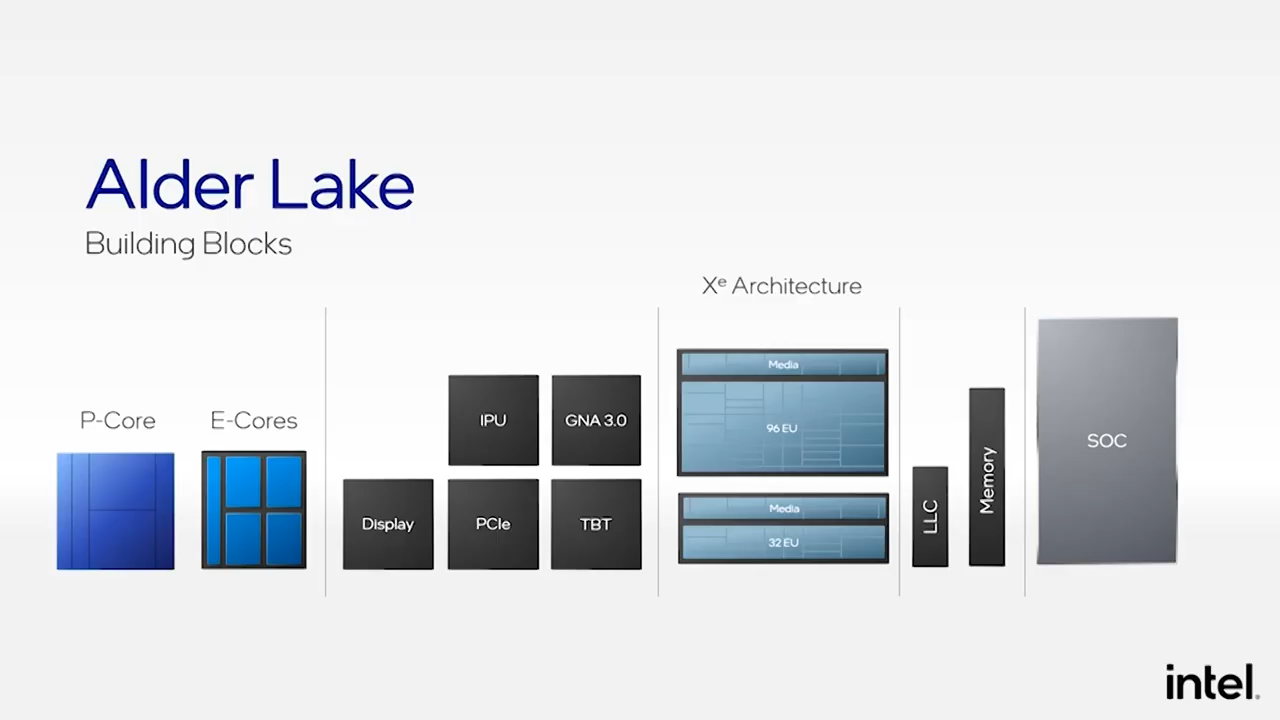 Alder Lake
Building Blocks
P-Core
E-Cores
IPU
GNA 3.0
Display
PCIe
TBT
Xᵉ Architecture
Media
96 EU
Media
32 EU
LLC
Memory
SOC
intel.